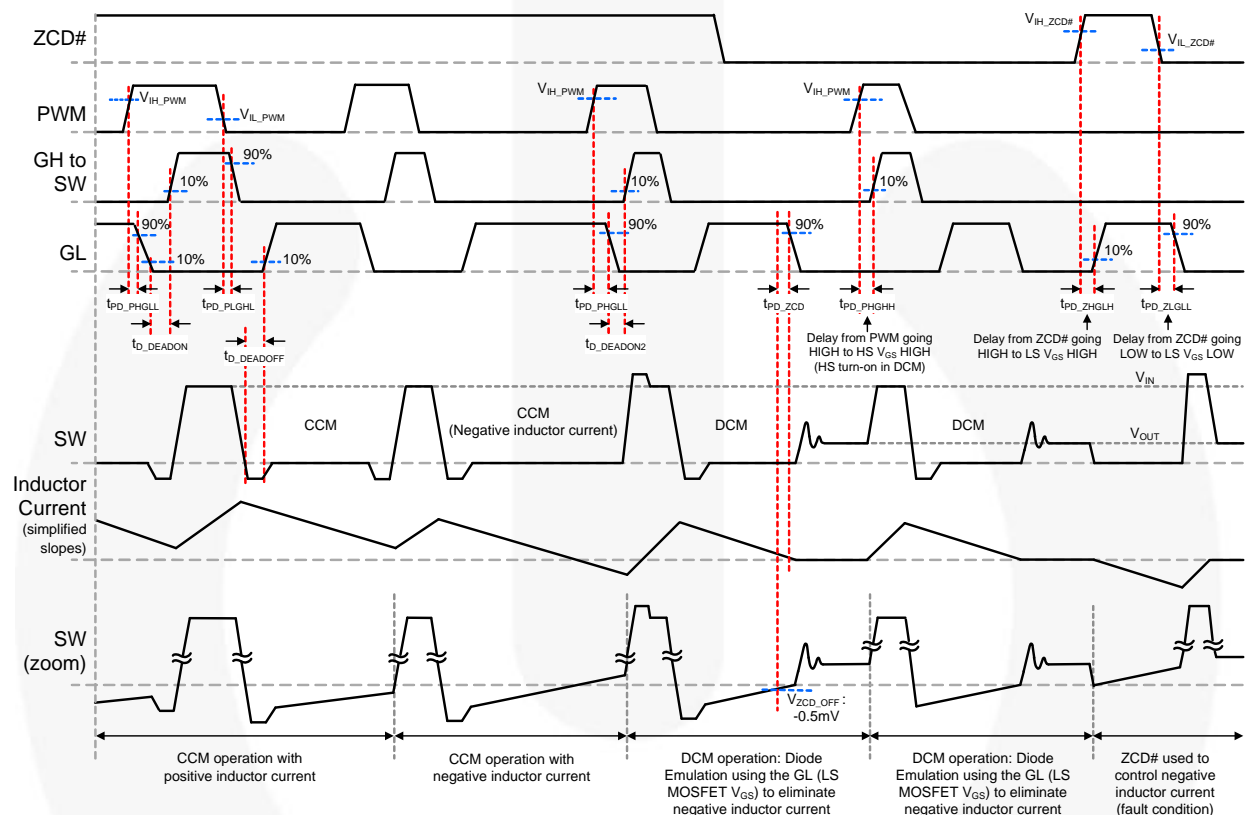 ZCD#
V_IH_ZCD#
V_IL_ZCD#
PWM
V_IH_PWM
V_IL_PWM
V_IH_PWM
V_IH_PWM
GH to
SW
90%
10%
10%
10%
GL
90%
10%
10%
90%
90%
10%
90%
t_PD_PHGLL
t_PD_PLGHL
t_PD_PHGLL
t_PD_ZCD
t_PD_PHGHH
t_PD_ZHGLH
t_PD_ZLGLL
t_D_DEADON
t_D_DEADOFF
t_D_DEADON2
Delay from PWM going
HIGH to HS V_GS HIGH
(HS turn-on in DCM)
Delay from ZCD# going
HIGH to LS V_GS HIGH
Delay from ZCD# going
LOW to LS V_GS LOW
SW
CCM
CCM
(Negative inductor current)
DCM
DCM
V_IN
V_OUT
Inductor
Current
(simplified
slopes)
SW
(zoom)
V_ZCD_OFF :
-0.5mV
CCM operation with
positive inductor current
CCM operation with
negative inductor current
DCM operation: Diode
Emulation using the GL (LS
MOSFET V_GS) to eliminate
negative inductor current
DCM operation: Diode
Emulation using the GL (LS
MOSFET V_GS) to eliminate
negative inductor current
ZCD# used to
control negative
inductor current
(fault condition)